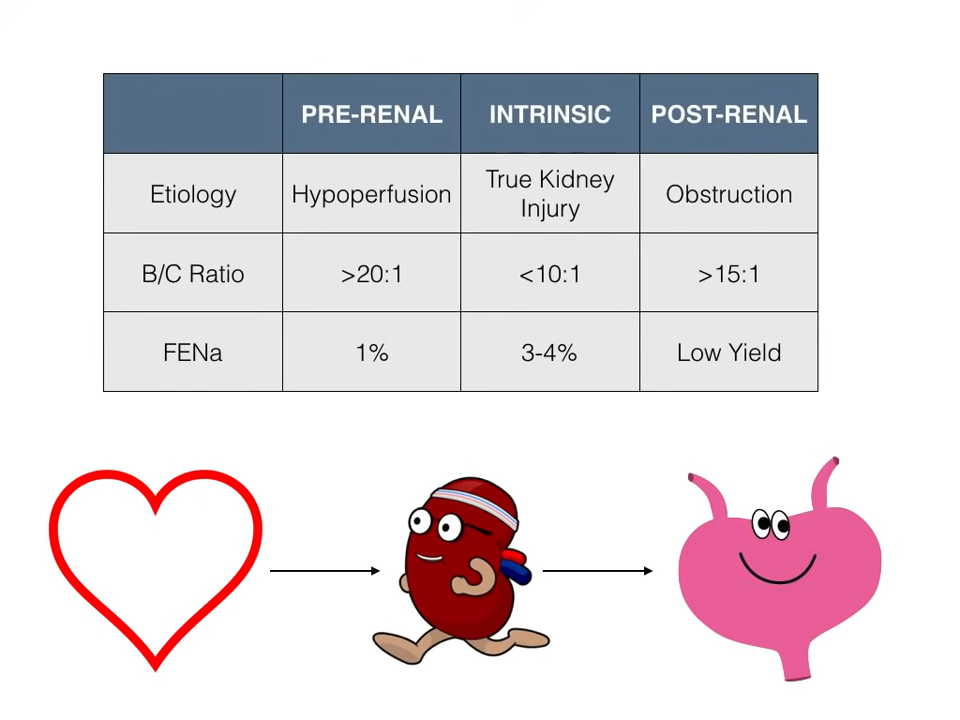 PRE-RENAL INTRINSIC POST-RENAL
Etiology Hypoperfusion True Kidney Injury Obstruction
B/C Ratio >20:1 <10:1 >15:1
FENa 1% 3-4% Low Yield